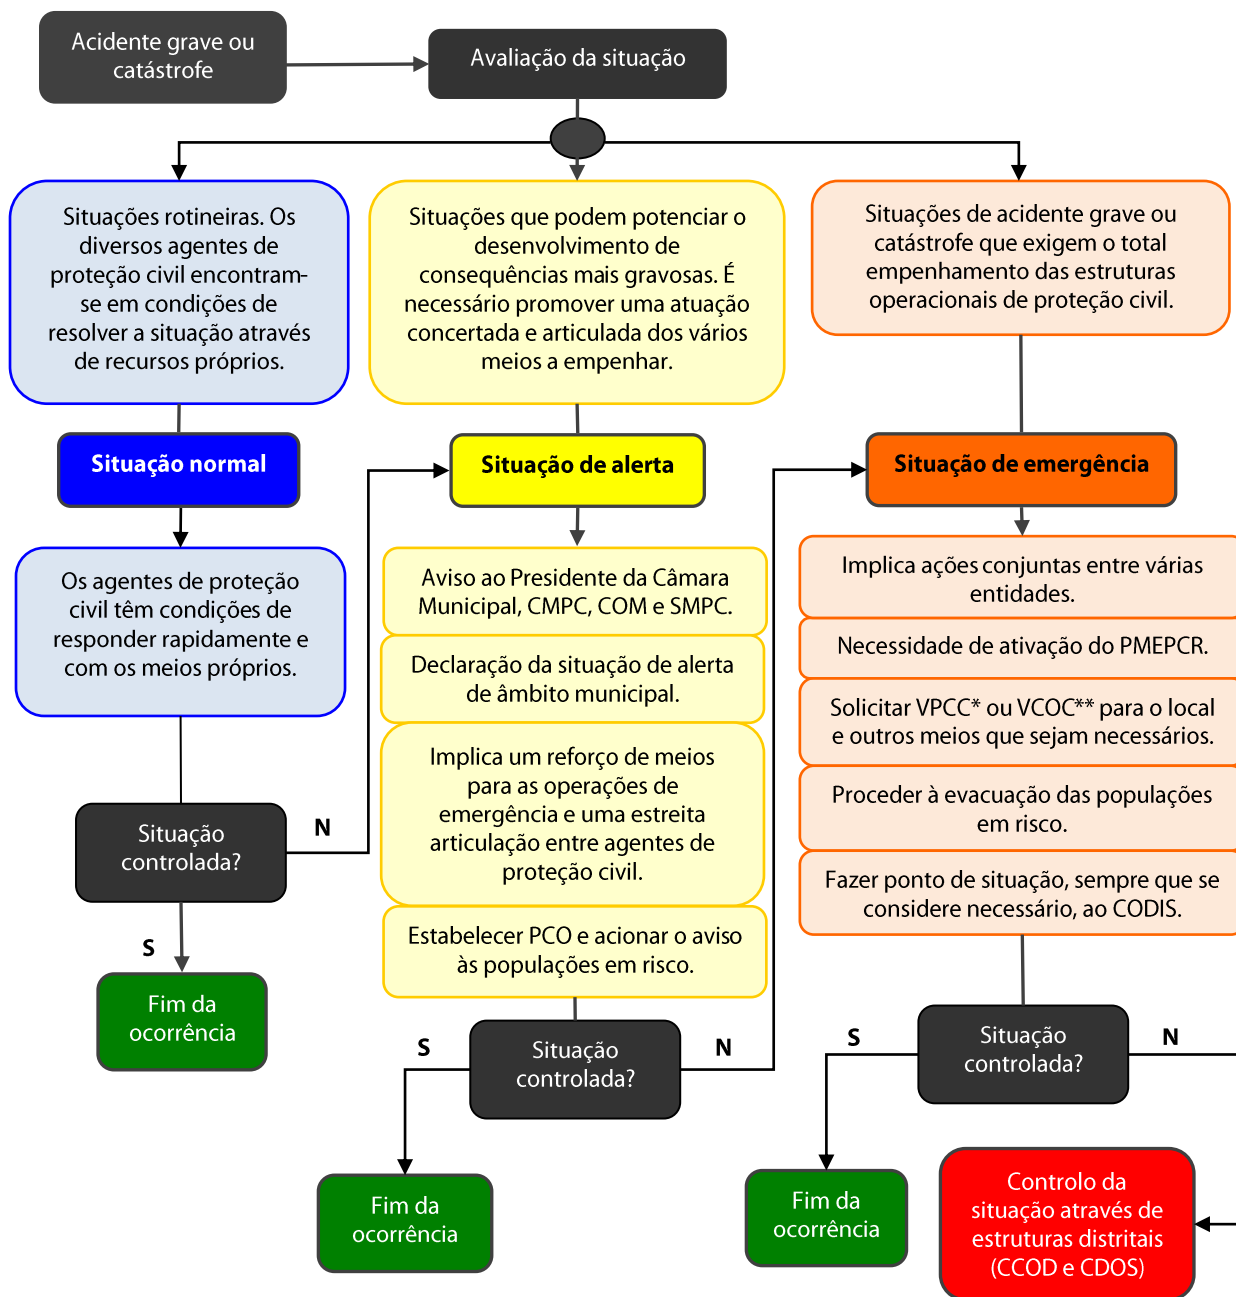 Acidente grave ou
catástrofe
Avaliação da situação
Situações rotineiras. Os
diversos agentes de
proteção civil encontram-
se em condições de
resolver a situação através
de recursos próprios.
Situações que podem potenciar o
desenvolvimento de
consequências mais gravosas. É
necessário promover uma atuação
concertada e articulada dos vários
meios a empenhar.
Situações de acidente grave ou
catástrofe que exigem o total
empenhamento das estruturas
operacionais de proteção civil.
Situação normal
Situação de alerta
Situação de emergência
Os agentes de proteção
civil têm condições de
responder rapidamente e
com os meios próprios.
Aviso ao Presidente da Câmara
Municipal, CMPC, COM e SMPC.
Declaração da situação de alerta
de âmbito municipal.
Implica um reforço de meios
para as operações de
emergência e uma estreita
articulação entre agentes de
proteção civil.
Estabelecer PCO e acionar o aviso
às populações em risco.
Implica ações conjuntas entre várias
entidades.
Necessidade de ativação do PMEPCR.
Solicitar VPCC* ou VCOC** para o local
e outros meios que sejam necessários.
Proceder à evacuação das populações
em risco.
Fazer ponto de situação, sempre que se
considere necessário, ao CODIS.
Situação
controlada?
N
S
Fim da
ocorrência
Situação
controlada?
S
N
Fim da
ocorrência
Situação
controlada?
S
N
Fim da
ocorrência
Controlo da
situação através de
estruturas distritais
(CCOD e CDOS)